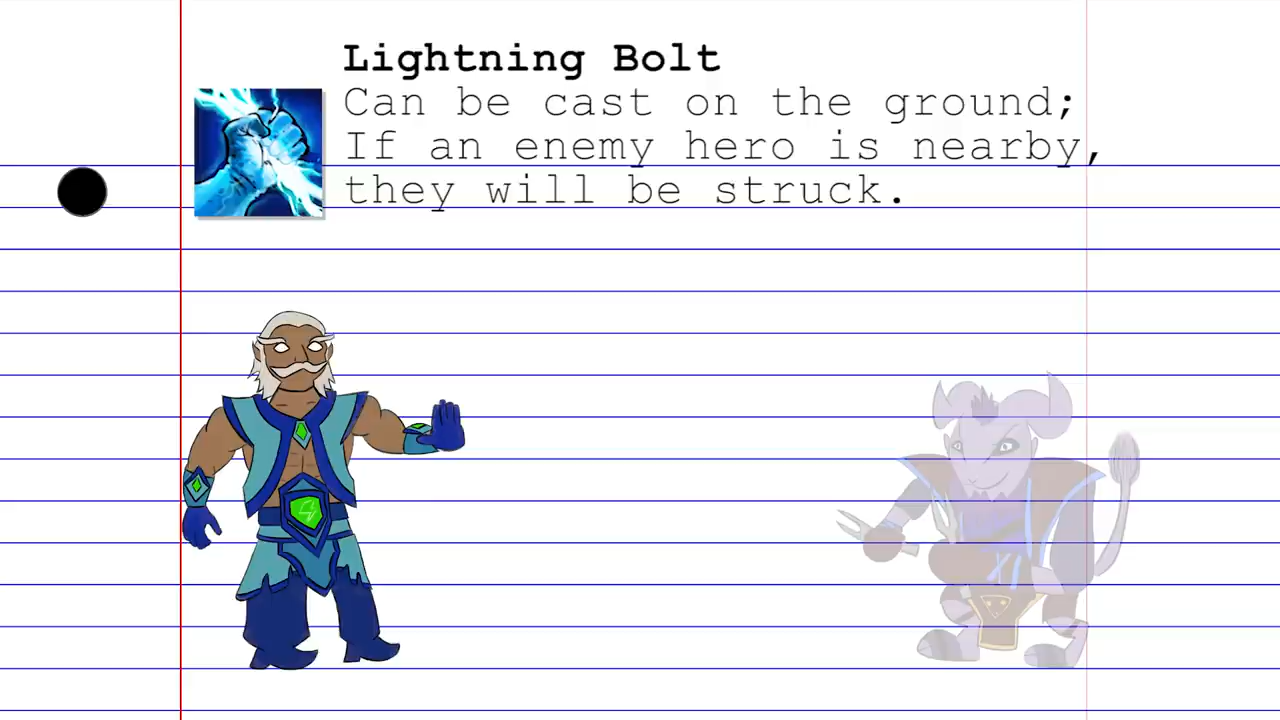 Lightning Bolt
Can be cast on the ground;
If an enemy hero is nearby,
they will be struck.